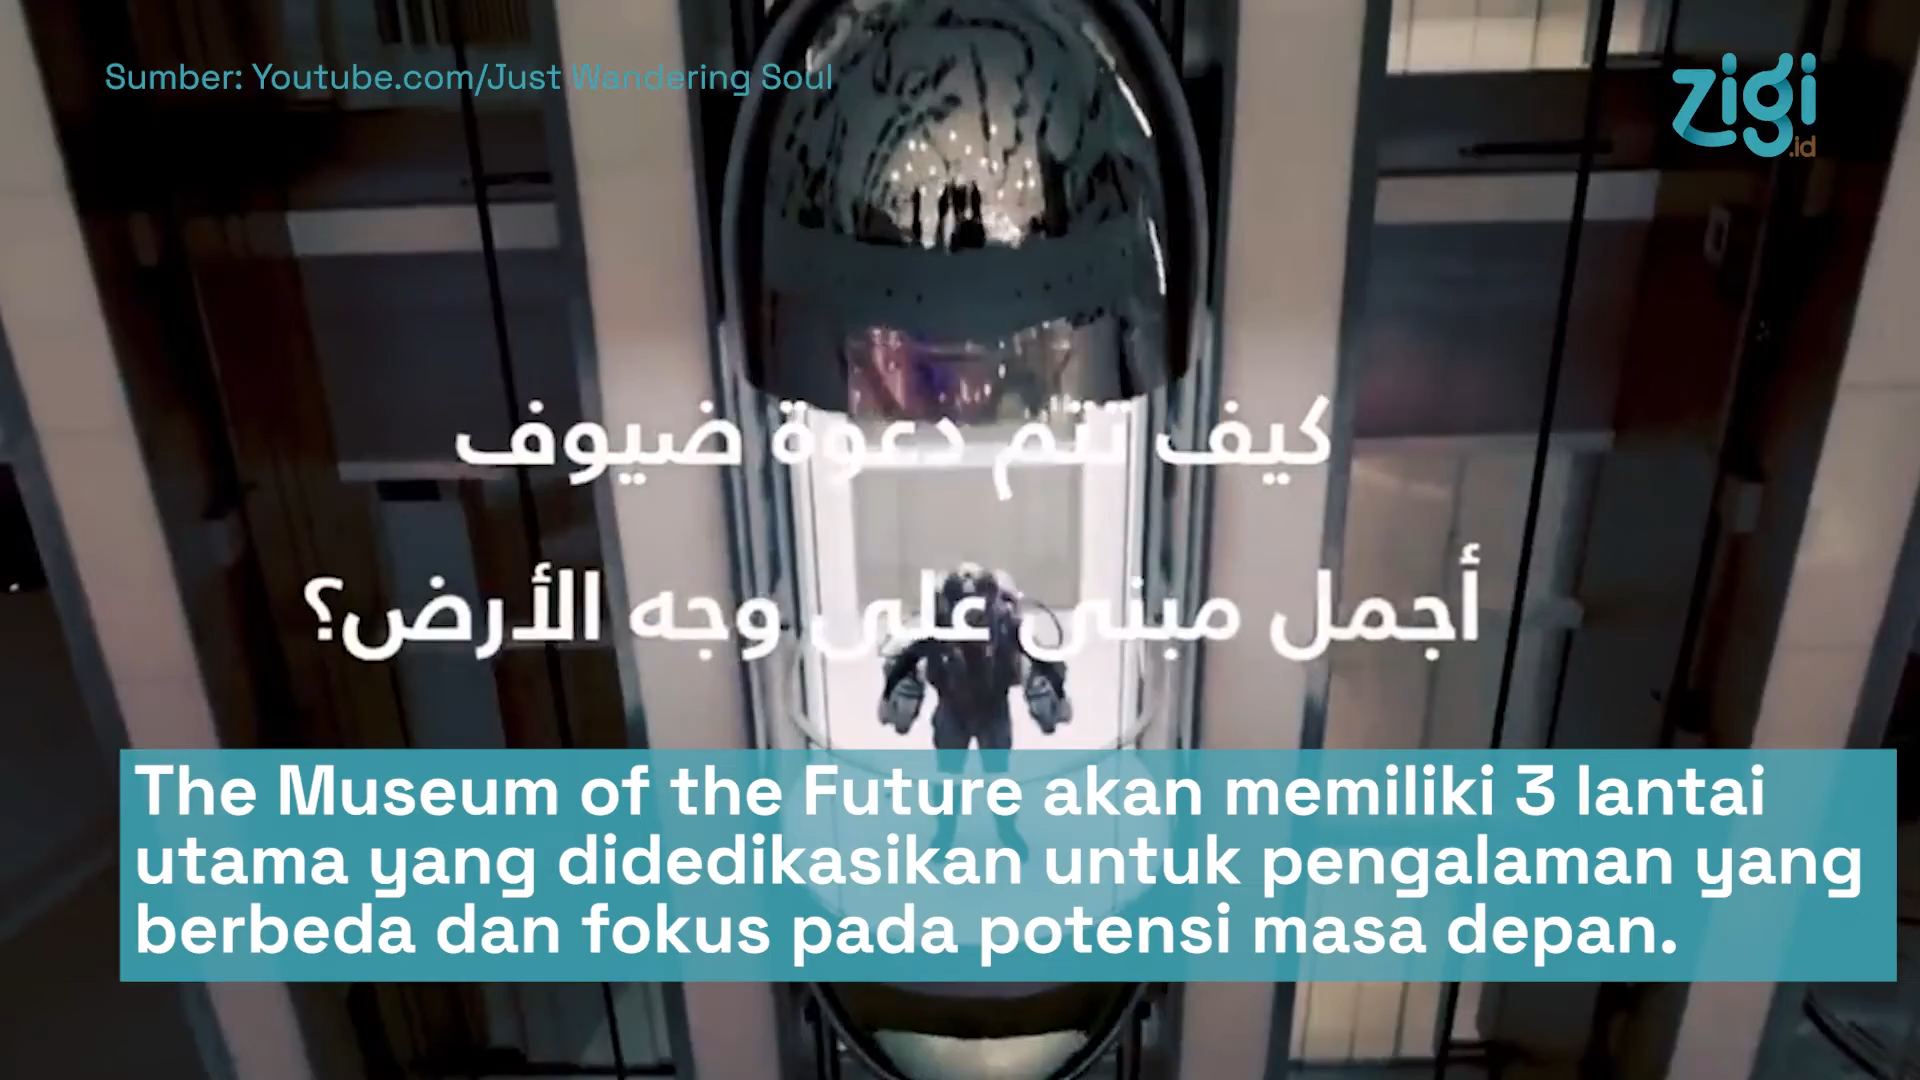 Sumber: Youtube.com/Just Wandering Soul
zigi
.id
كيف تتم دعوة ضيوف
أجمل مبنى على وجه الأرض؟
The Museum of the Future akan memiliki 3 lantai
utama yang didedikasikan untuk pengalaman yang
berbeda dan fokus pada potensi masa depan.